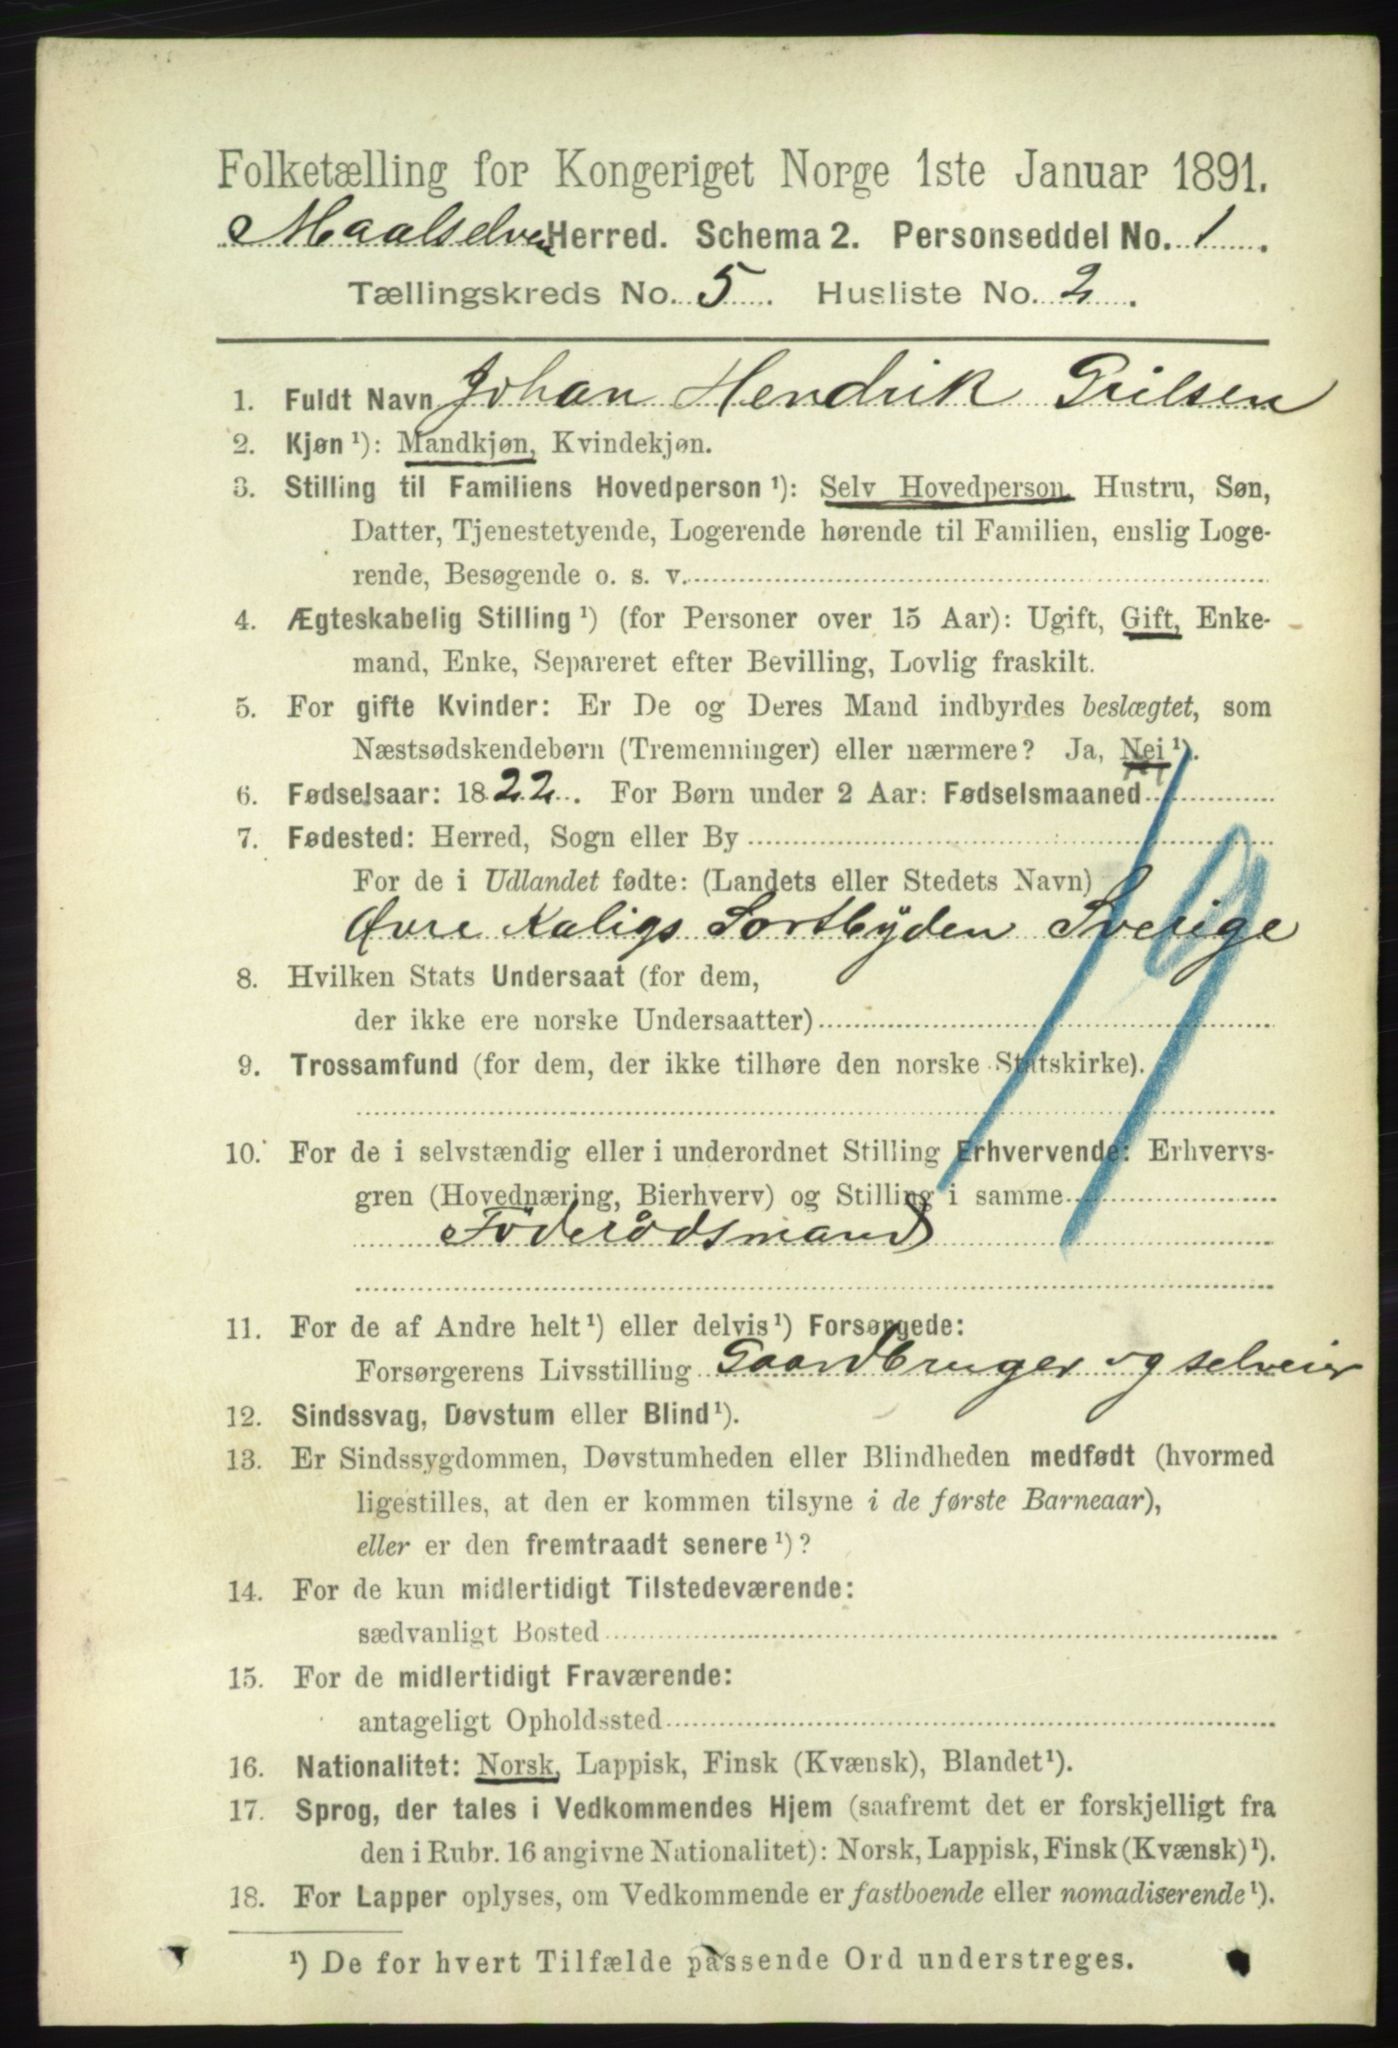 Folketælling for Kongeriget Norge 1ste Januar 1891.
Maalselven Herred. Schema 2. Personseddel No. 1.
Tællingskreds No. 5. Husliste No. 2.
1. Fuldt Navn Johan Hendrik
2. Kjøn ¹): Mandkjøn, Kvindekjøn.
3. Stilling til Familiens Hovedperson ¹): Selv Hovedperson, Hustru, Søn,
Datter, Tjenestetyende, Logerende hørende til Familien, enslig Loge-
rende, Besøgende o. s. v.
4. Ægteskabelig Stilling ¹) (for Personer over 15 Aar): Ugift, Gift, Enke-
mand, Enke, Separeret efter Bevilling, Lovlig fraskilt.
5. For gifte Kvinder: Er De og Deres Mand indbyrdes beslægtet, som
Næstsødskendebørn (Tremenninger) eller nærmere? Ja, Nei ¹).
6. Fødselsaar: 1822. For Børn under 2 Aar: Fødselsmaaned
7. Fødested: Herred, Sogn eller By
For de i Udlandet fødte: (Landets eller Stedets Navn)
Øvre Kaligs Sortbÿden Sverige
8. Hvilken Stats Undersaat (for dem,
der ikke ere norske Undersaatter)
9. Trossamfund (for dem, der ikke tilhøre den norske Statskirke).
19
10. For de i selvstændig eller i underordnet Stilling Erhvervende: Erhvervs-
gren (Hovednæring, Bierhverv) og Stilling i samme
Föderådsmand
11. For de af Andre helt ¹) eller delvis ¹) Forsørgede:
Forsørgerens Livsstilling Gaardbruger og selveier
12. Sindssvag, Døvstum eller Blind ¹).
13. Er Sindssygdommen, Døvstumheden eller Blindheden medfødt (hvormed
ligestilles, at den er kommen tilsyne i de første Barneaar),
eller er den fremtraadt senere ¹)?
14. For de kun midlertidigt Tilstedeværende:
sædvanligt Bosted
15. For de midlertidigt Fraværende:
antageligt Opholdssted
16. Nationalitet: Norsk, Lappisk, Finsk (Kvænsk), Blandet ¹).
17. Sprog, der tales i Vedkommendes Hjem (saafremt det er forskjelligt fra
den i Rubr. 16 angivne Nationalitet): Norsk, Lappisk, Finsk (Kvænsk) ¹).
18. For Lapper oplyses, om Vedkommende er fastboende eller nomadiserende ¹).
¹) De for hvert Tilfælde passende Ord understreges.